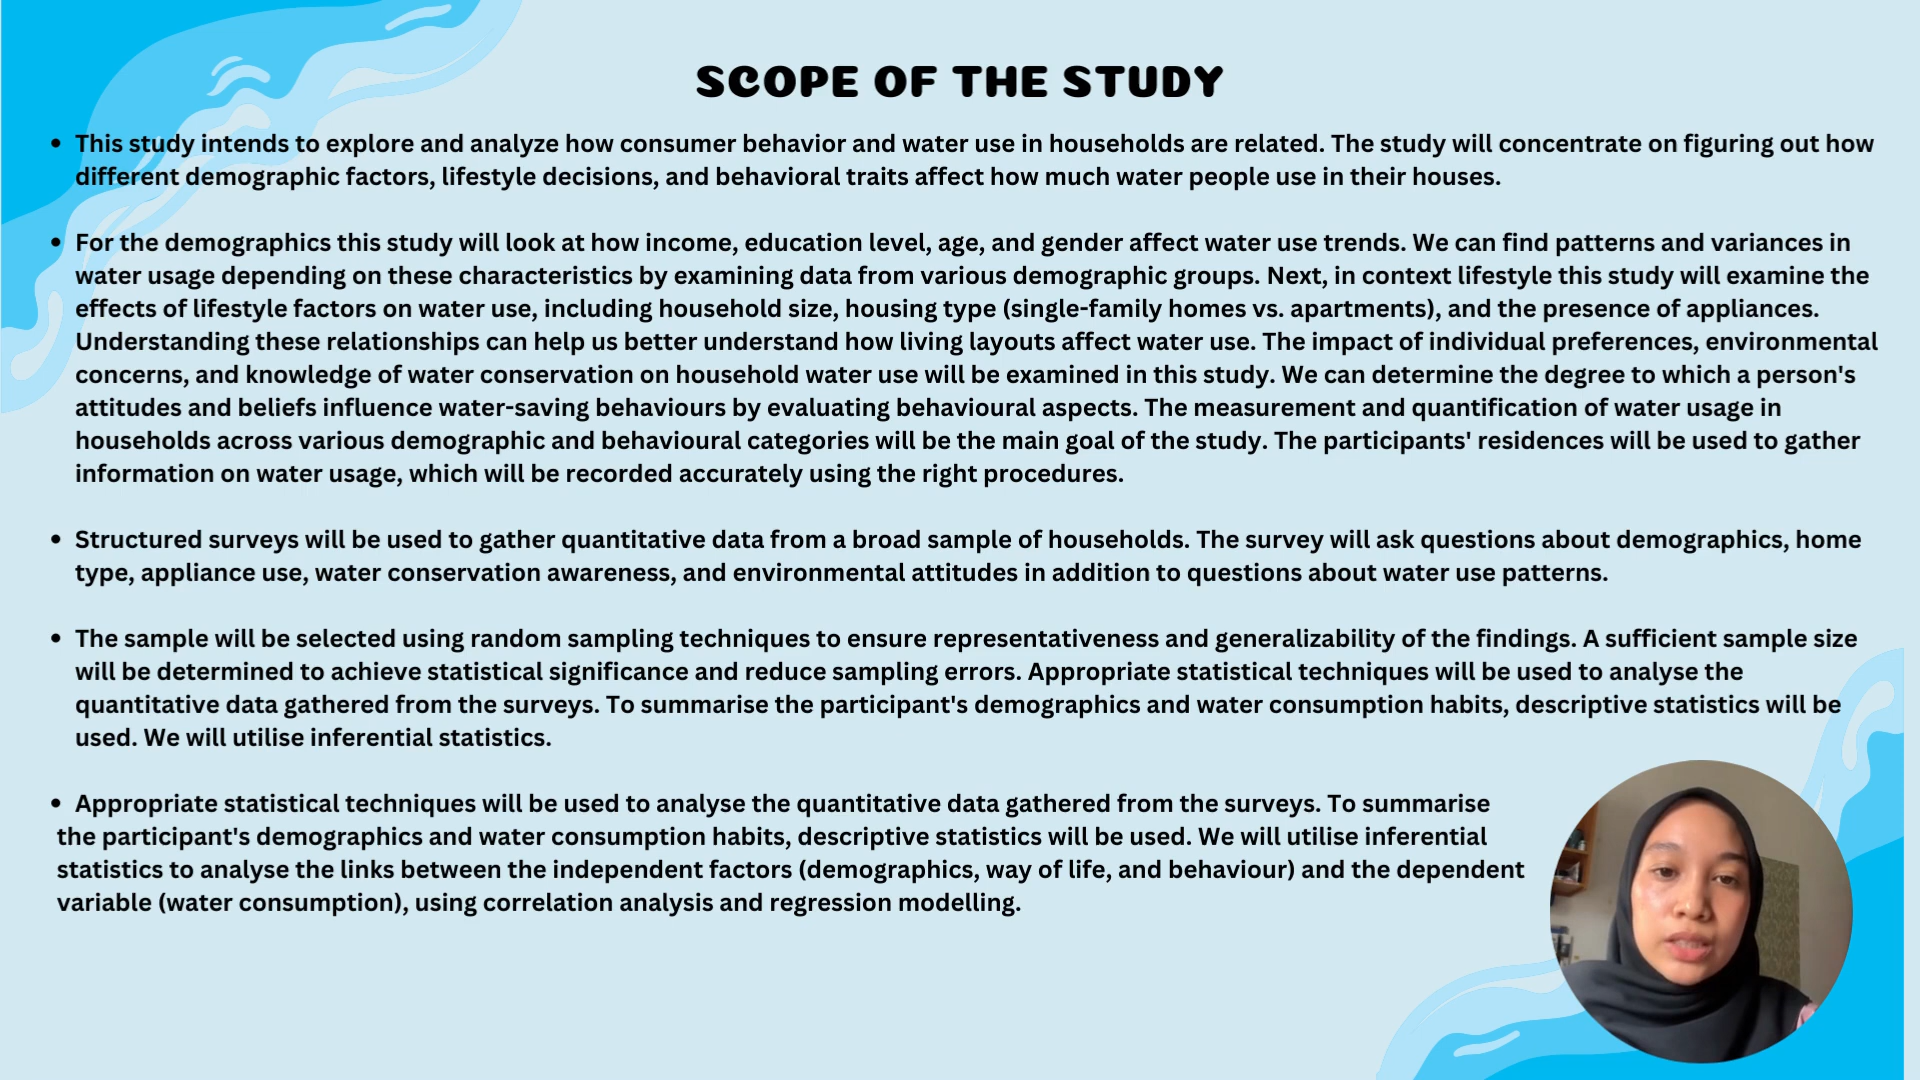 SCOPE OF THE STUDY
• This study intends to explore and analyze how consumer behavior and water use in households are related. The study will concentrate on figuring out how
different demographic factors, lifestyle decisions, and behavioral traits affect how much water people use in their houses.
• For the demographics this study will look at how income, education level, age, and gender affect water use trends. We can find patterns and variances in
water usage depending on these characteristics by examining data from various demographic groups. Next, in context lifestyle this study will examine the
effects of lifestyle factors on water use, including household size, housing type (single-family homes vs. apartments), and the presence of appliances.
Understanding these relationships can help us better understand how living layouts affect water use. The impact of individual preferences, environmental
concerns, and knowledge of water conservation on household water use will be examined in this study. We can determine the degree to which a person's
attitudes and beliefs influence water-saving behaviours by evaluating behavioural aspects. The measurement and quantification of water usage in
households across various demographic and behavioural categories will be the main goal of the study. The participants' residences will be used to gather
information on water usage, which will be recorded accurately using the right procedures.
• Structured surveys will be used to gather quantitative data from a broad sample of households. The survey will ask questions about demographics, home
type, appliance use, water conservation awareness, and environmental attitudes in addition to questions about water use patterns.
• The sample will be selected using random sampling techniques to ensure representativeness and generalizability of the findings. A sufficient sample size
will be determined to achieve statistical significance and reduce sampling errors. Appropriate statistical techniques will be used to analyse the
quantitative data gathered from the surveys. To summarise the participant's demographics and water consumption habits, descriptive statistics will be
used. We will utilise inferential statistics.
• Appropriate statistical techniques will be used to analyse the quantitative data gathered from the surveys. To summarise
the participant's demographics and water consumption habits, descriptive statistics will be used. We will utilise inferential
statistics to analyse the links between the independent factors (demographics, way of life, and behaviour) and the dependent
variable (water consumption), using correlation analysis and regression modelling.